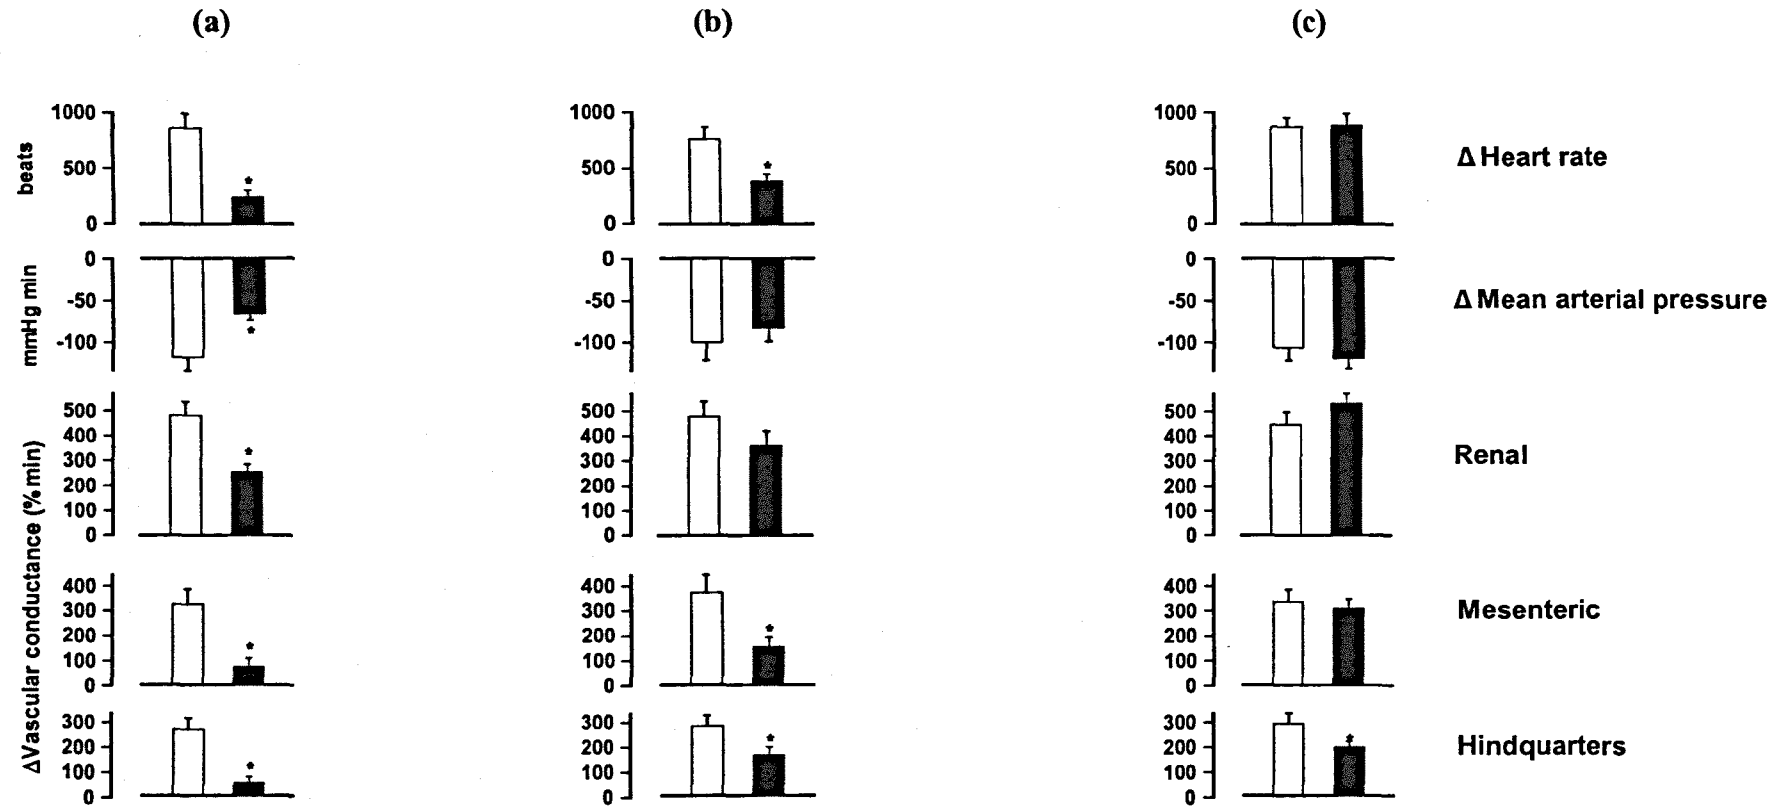 (a) (b) (c)
beats
1000 1000 1000
500 500 500
* *
0 0 0
Δ Heart rate
mmHg min
0 0 0
-50 -50 -50
-100 -100 -100
*
Δ Mean arterial pressure
ΔVascular conductance (% min)
500 500 500
400 400 400
*
300 300 300
200 200 200
100 100 100
0 0 0
Renal
400 400 400
300 300 300
200 200 200
* *
100 100 100
0 0 0
Mesenteric
300 300 300
* *
200 200 200
100 100 100
*
0 0 0
Hindquarters